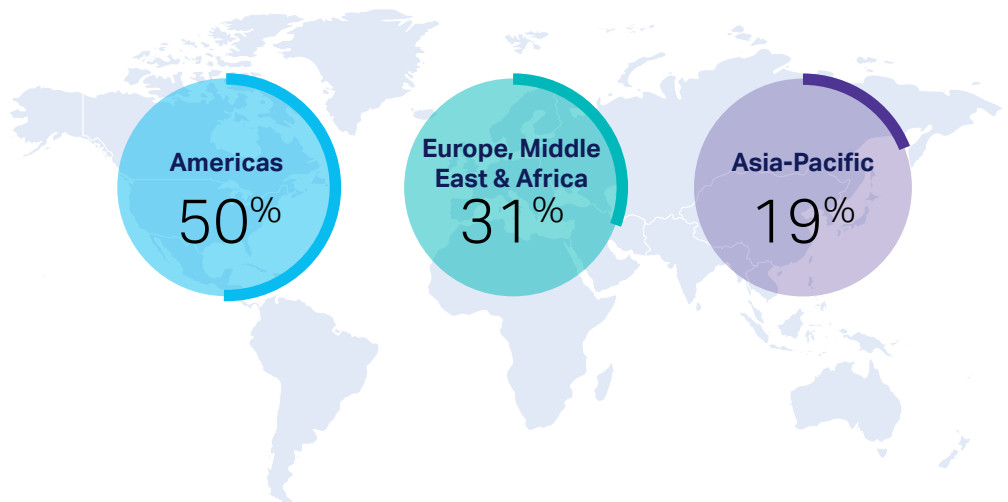 Americas
50%
Europe, Middle
East & Africa
31%
Asia-Pacific
19%